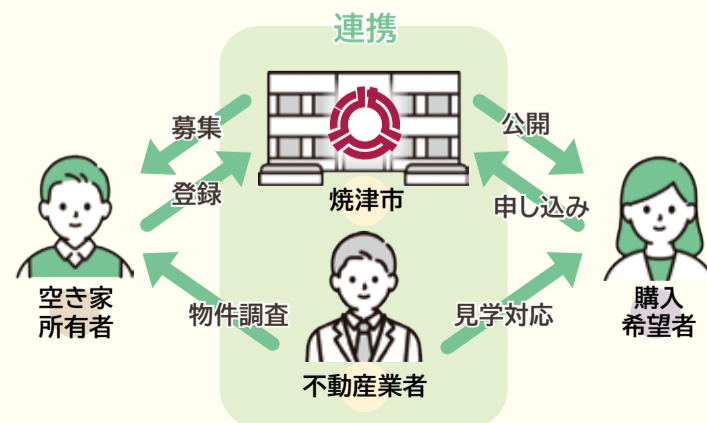 連携
募集
公開
登録
焼津市
申し込み
空き家
所有者
物件調査
見学対応
購入
希望者
不動産業者